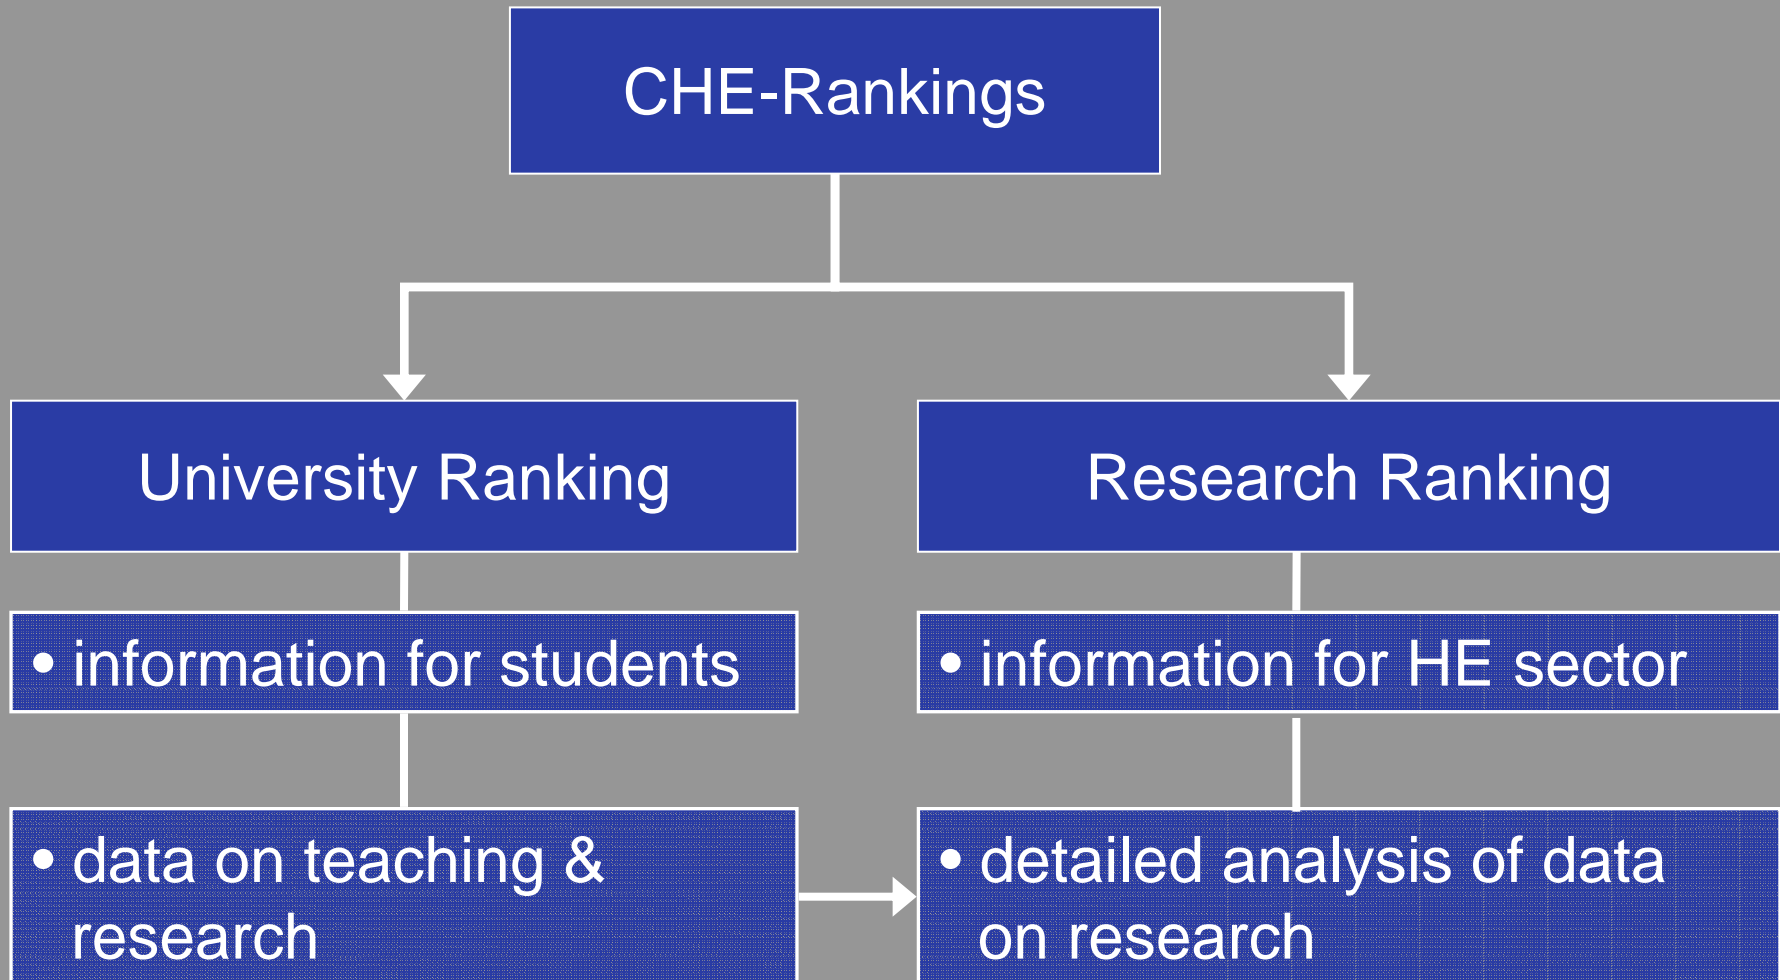 CHE-Rankings
University Ranking
Research Ranking
• information for students
• information for HE sector
• data on teaching &
research
• detailed analysis of data
on research